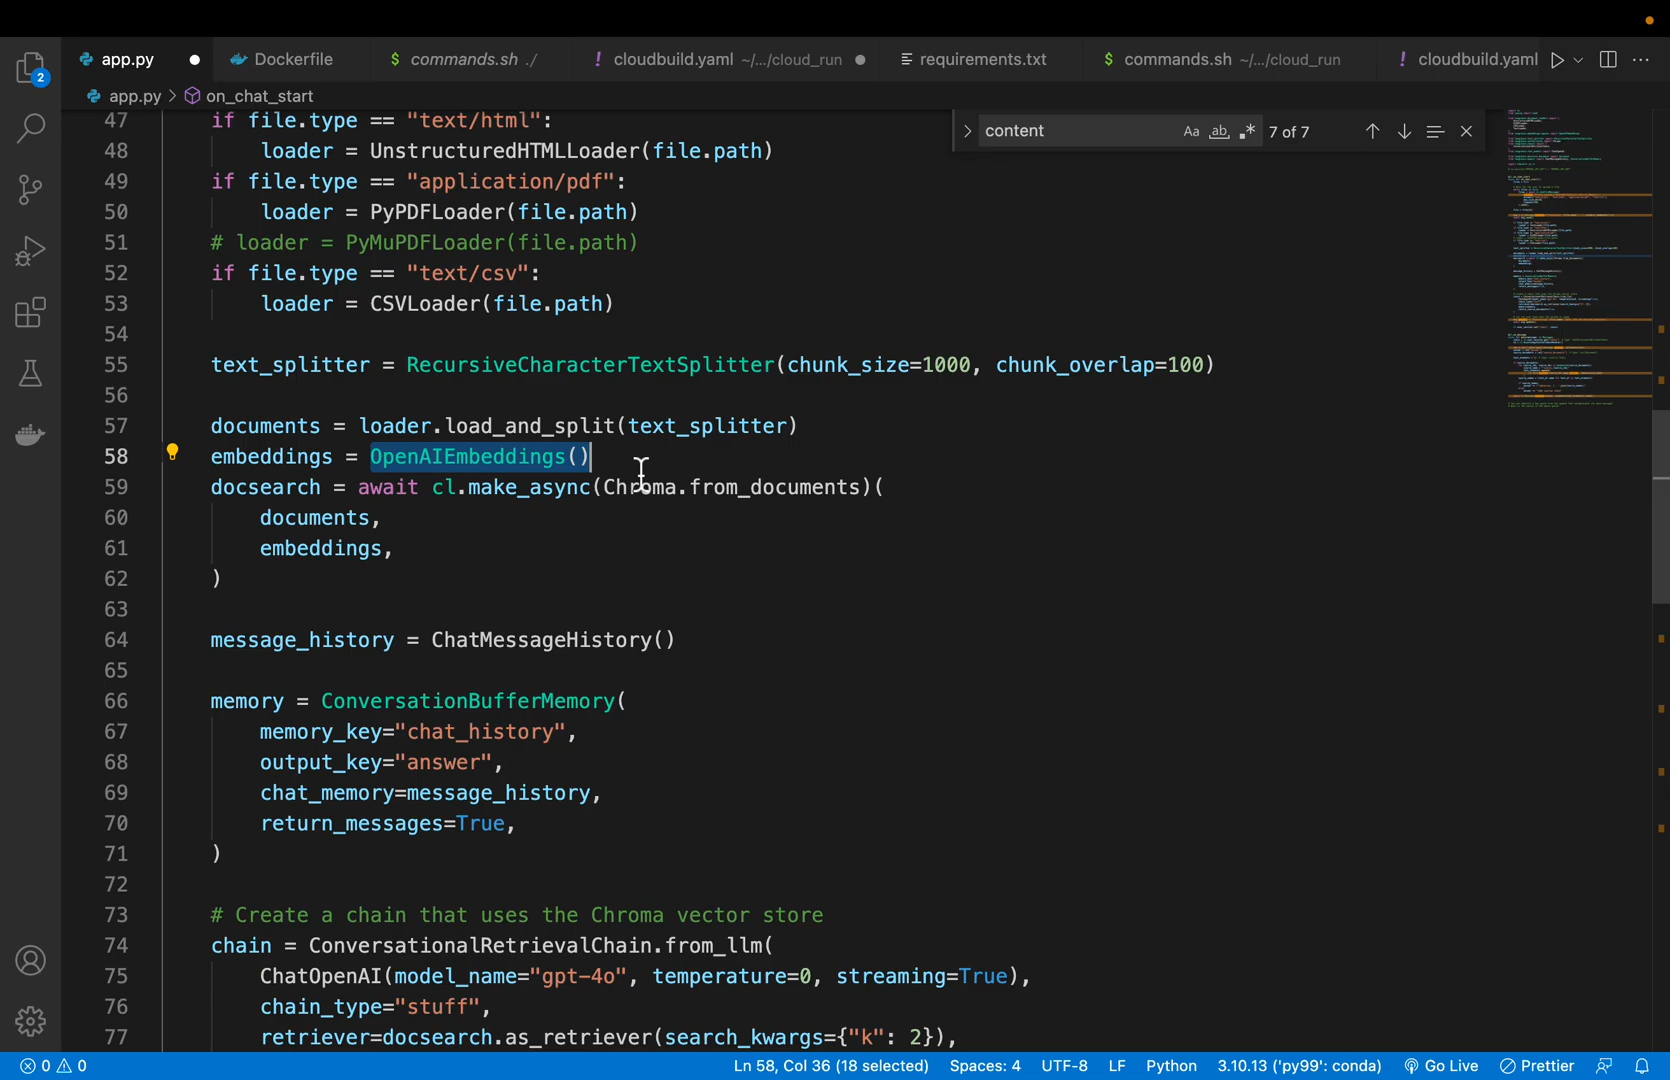 2
app.py
Dockerfile
$ commands.sh ./
! cloudbuild.yaml ~/.../cloud_run
requirements.txt
$ commands.sh ~/.../cloud_run
! cloudbuild.yaml
app.py > on_chat_start
content
Aa ab 7 of 7
47 if file.type == "text/html":
48 loader = UnstructuredHTMLLoader(file.path)
49 if file.type == "application/pdf":
50 loader = PyPDFLoader(file.path)
51 # loader = PyMuPDFLoader(file.path)
52 if file.type == "text/csv":
53 loader = CSVLoader(file.path)
54
55 text_splitter = RecursiveCharacterTextSplitter(chunk_size=1000, chunk_overlap=100)
56
57 documents = loader.load_and_split(text_splitter)
58 embeddings = OpenAIEmbeddings()
59 docsearch = await cl.make_async(Chroma.from_documents)(
60 documents,
61 embeddings,
62 )
63
64 message_history = ChatMessageHistory()
65
66 memory = ConversationBufferMemory(
67 memory_key="chat_history",
68 output_key="answer",
69 chat_memory=message_history,
70 return_messages=True,
71 )
72
73 # Create a chain that uses the Chroma vector store
74 chain = ConversationalRetrievalChain.from_llm(
75 ChatOpenAI(model_name="gpt-4o", temperature=0, streaming=True),
76 chain_type="stuff",
77 retriever=docsearch.as_retriever(search_kwargs={"k": 2}),
0 0 Ln 58, Col 36 (18 selected) Spaces: 4 UTF-8 LF Python 3.10.13 ('py99': conda) Go Live Prettier